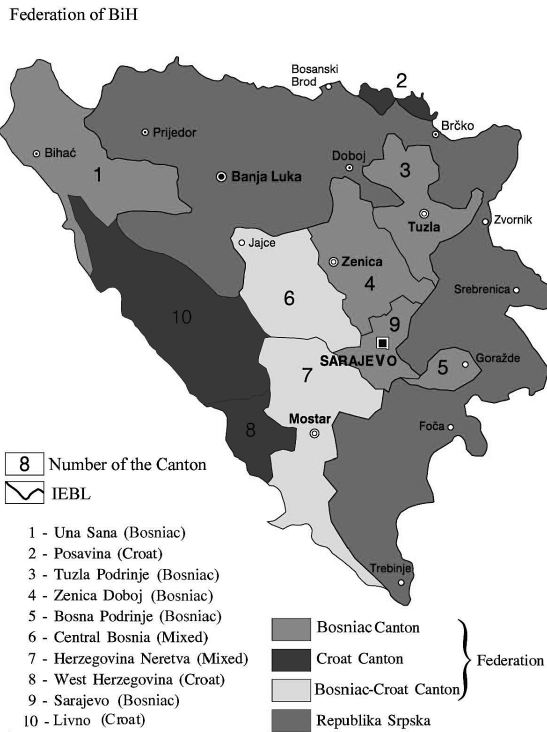 Federation of BiH
Bosanski
Brod
2
Brčko
Prijedor
Bihać
1
Doboj
3
Banja Luka
Tuzla
Zvornik
Jajce
Zenica
4
Srebrenica
6
10
9
SARAJEVO
Goražde
5
7
Mostar
8
Foča
Trebinje
8 Number of the Canton
IEBL
1 - Una Sana (Bosniac)
2 - Posavina (Croat)
3 - Tuzla Podrinje (Bosniac)
4 - Zenica Doboj (Bosniac)
5 - Bosna Podrinje (Bosniac)
6 - Central Bosnia (Mixed)
7 - Herzegovina Neretva (Mixed)
8 - West Herzegovina (Croat)
9 - Sarajevo (Bosniac)
10 - Livno (Croat)
Bosniac Canton
Croat Canton
Bosniac-Croat Canton
Federation
Republika Srpska